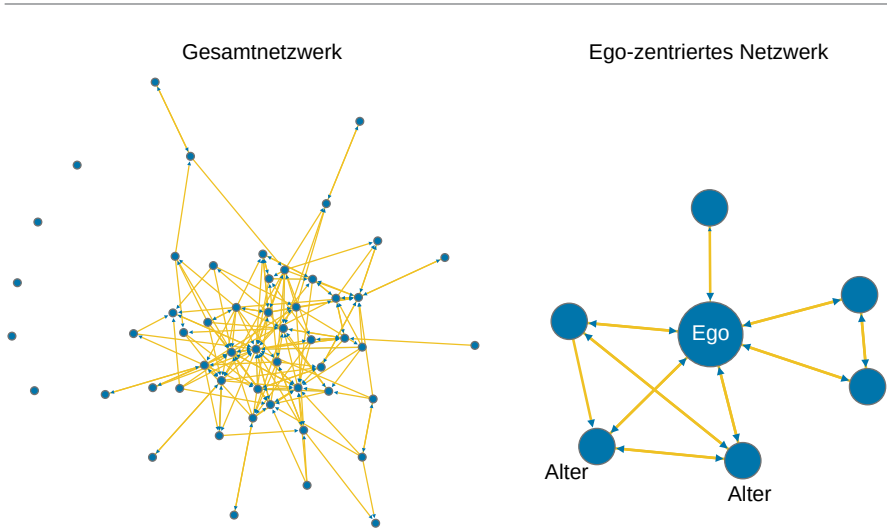 Gesamtnetzwerk
Ego-zentriertes Netzwerk
Ego
Alter
Alter